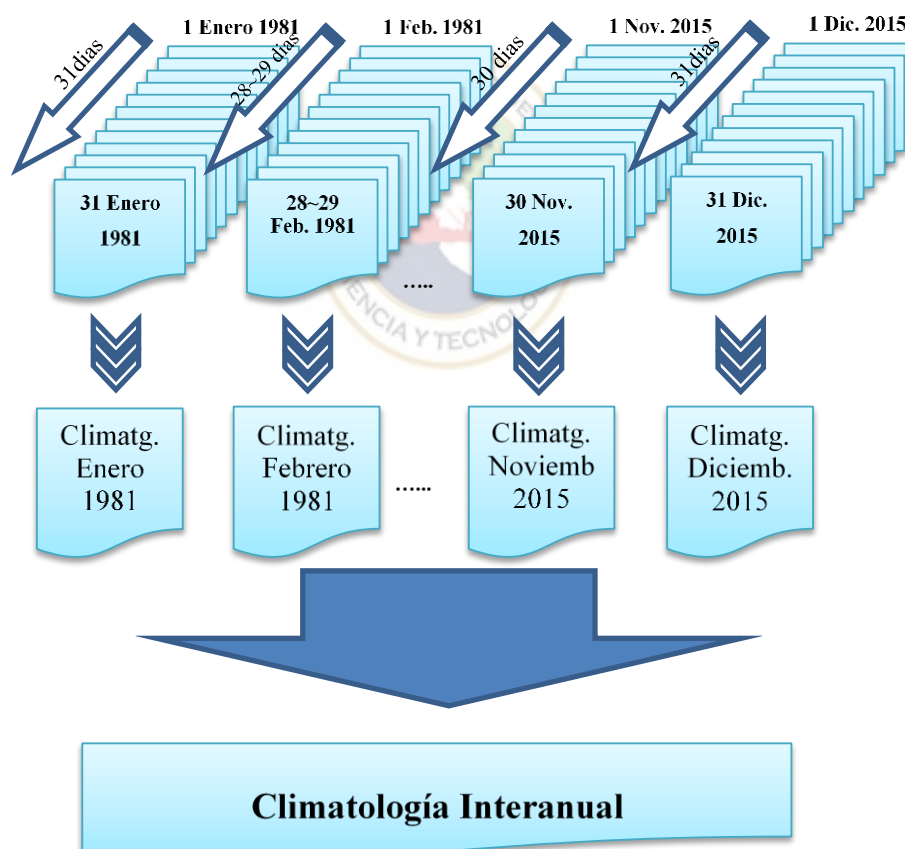 1 Enero 1981
1 Feb. 1981
1 Nov. 2015
1 Dic. 2015
31dias
28~29 dias
30 dias
31dias
31 Enero
1981
28~29
Feb. 1981
30 Nov.
2015
31 Dic.
2015
.....
CIENCIA Y TECNOLO
Climatg.
Enero
1981
Climatg.
Febrero
1981
......
Climatg.
Noviemb
2015
Climatg.
Diciemb.
2015
Climatología Interanual